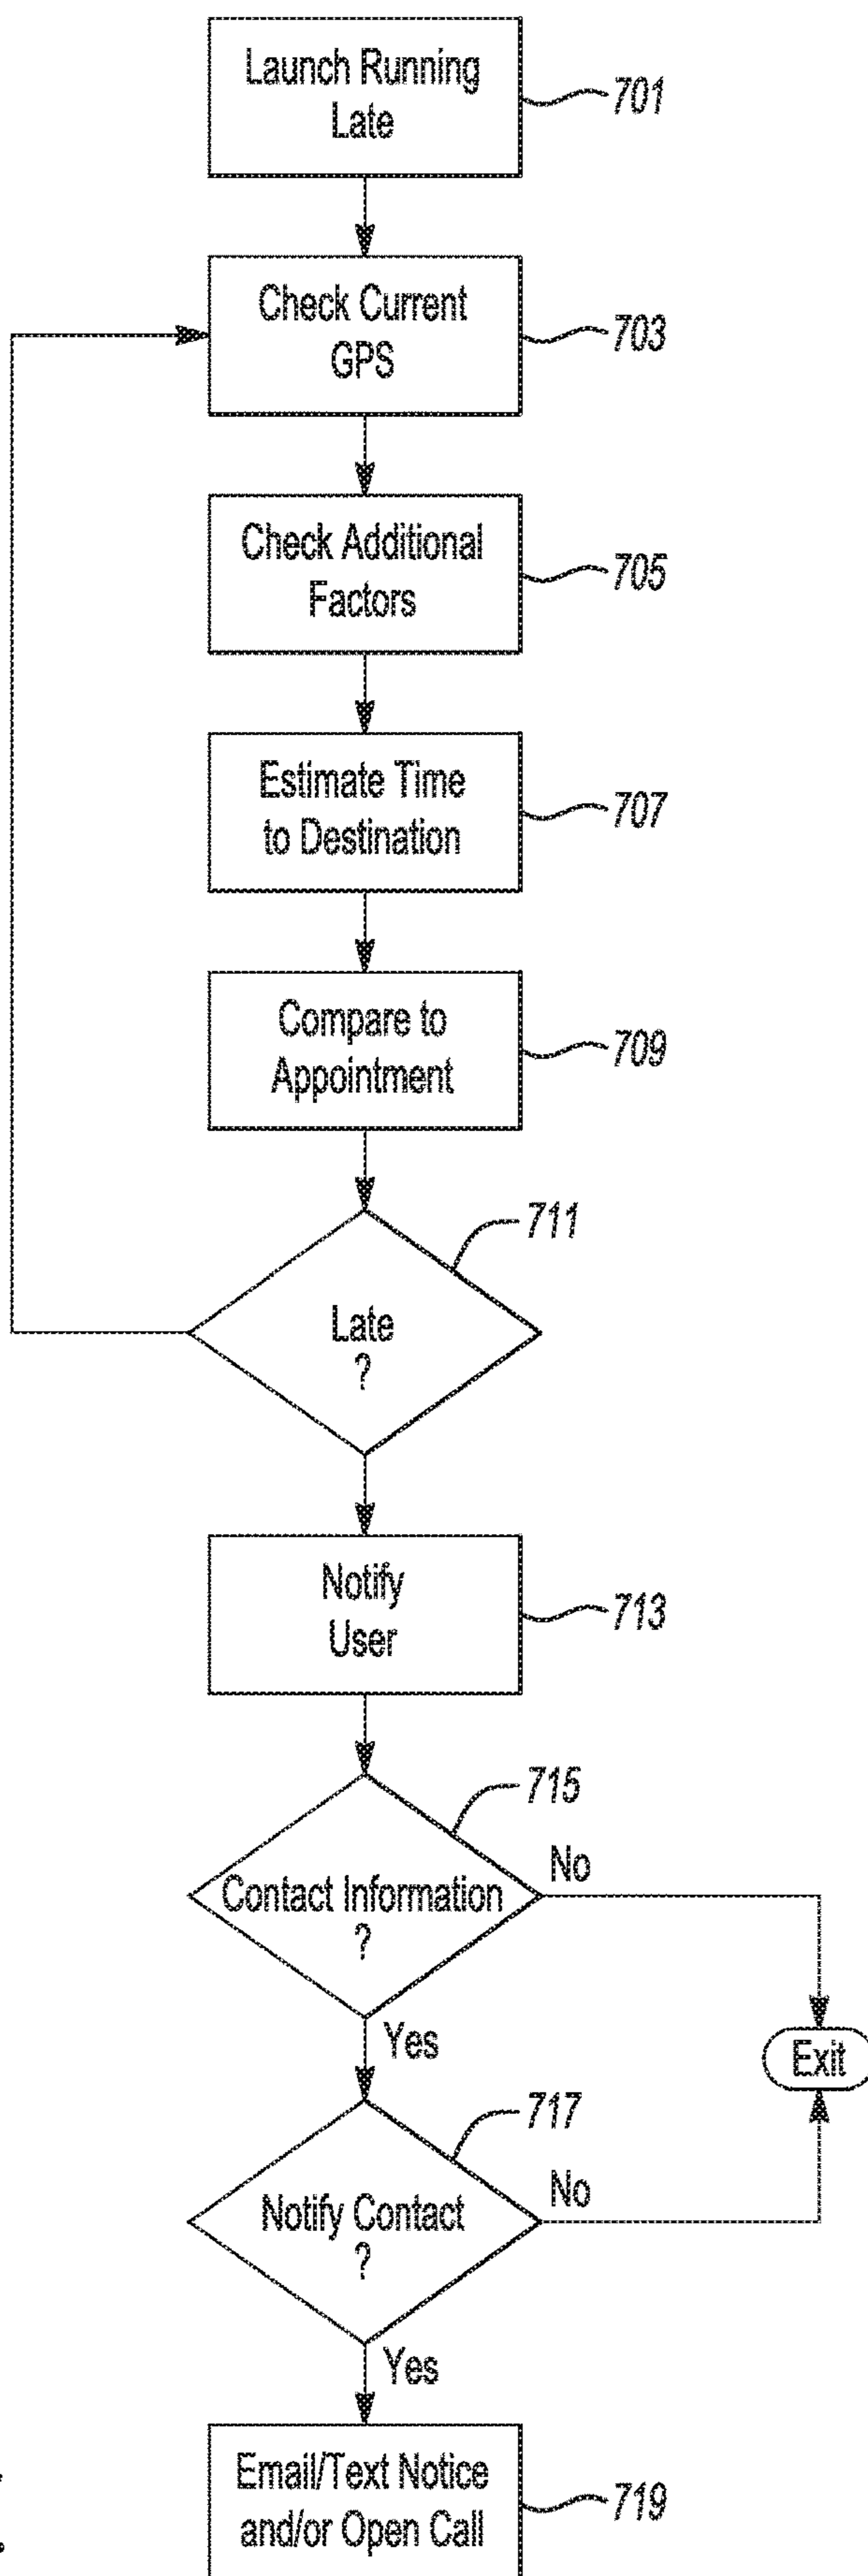 Launch Running
Late
701
Check Current
GPS
703
Check Additional
Factors
705
Estimate Time
to Destination
707
Compare to
Appointment
709
711
Late
?
Notify
User
713
715
Contact Information
?
No
Yes
Exit
717
Notify Contact
?
No
Yes
Email/Text Notice
and/or Open Call
719